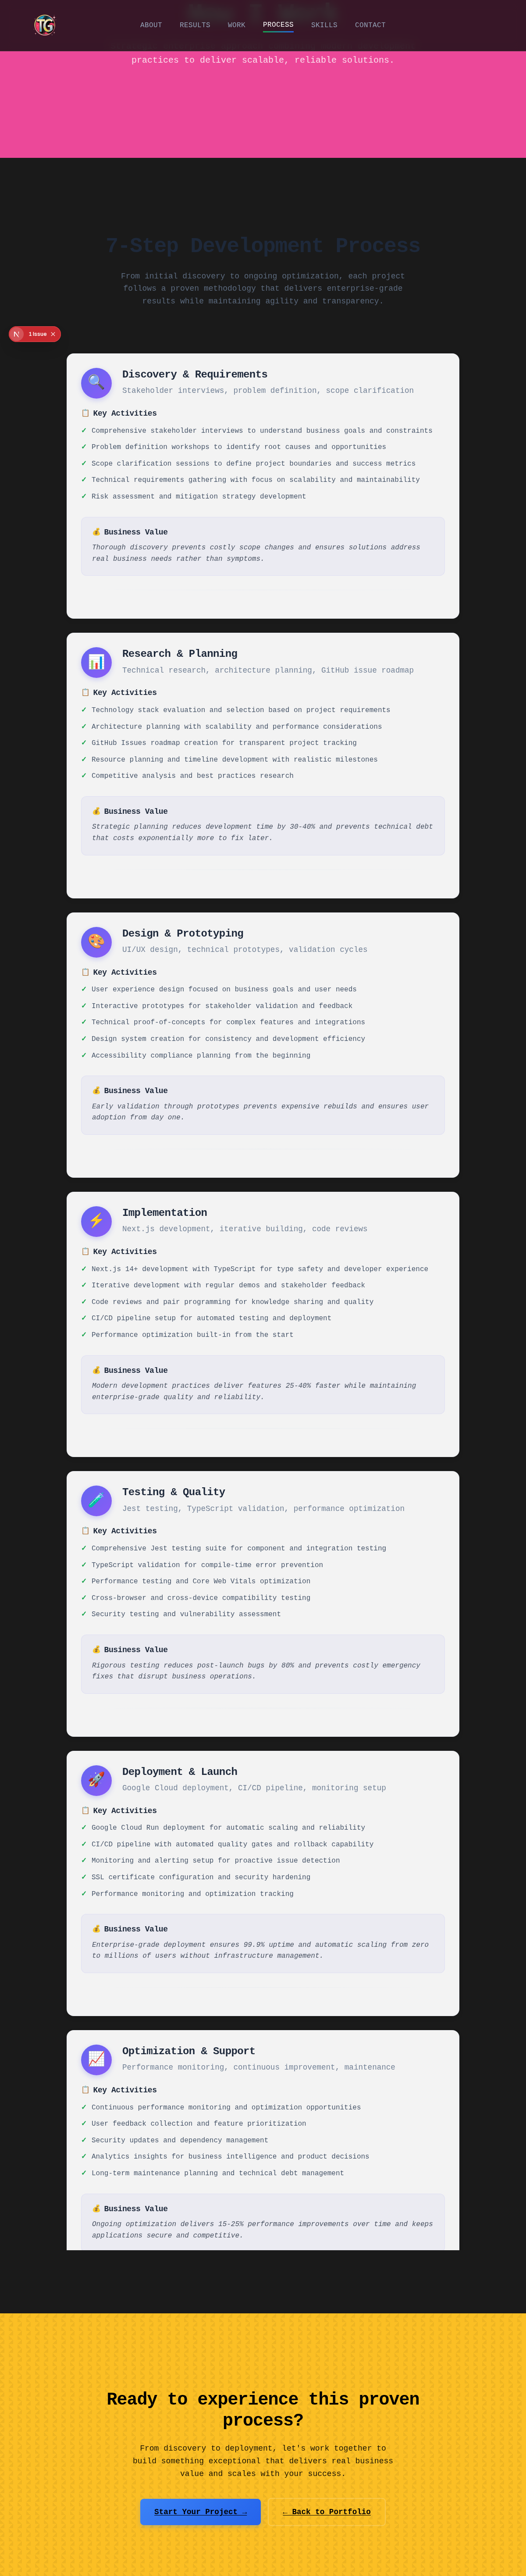 TG
ABOUT
RESULTS
WORK
PROCESS
SKILLS
CONTACT
practices to deliver scalable, reliable solutions.
7-Step Development Process
From initial discovery to ongoing optimization, each project
follows a proven methodology that delivers enterprise-grade
results while maintaining agility and transparency.
N 1 Issue ×
Discovery & Requirements
Stakeholder interviews, problem definition, scope clarification
📋 Key Activities
✓ Comprehensive stakeholder interviews to understand business goals and constraints
✓ Problem definition workshops to identify root causes and opportunities
✓ Scope clarification sessions to define project boundaries and success metrics
✓ Technical requirements gathering with focus on scalability and maintainability
✓ Risk assessment and mitigation strategy development
💰 Business Value
Thorough discovery prevents costly scope changes and ensures solutions address
real business needs rather than symptoms.
Research & Planning
Technical research, architecture planning, GitHub issue roadmap
📋 Key Activities
✓ Technology stack evaluation and selection based on project requirements
✓ Architecture planning with scalability and performance considerations
✓ GitHub Issues roadmap creation for transparent project tracking
✓ Resource planning and timeline development with realistic milestones
✓ Competitive analysis and best practices research
💰 Business Value
Strategic planning reduces development time by 30-40% and prevents technical debt
that costs exponentially more to fix later.
Design & Prototyping
UI/UX design, technical prototypes, validation cycles
📋 Key Activities
✓ User experience design focused on business goals and user needs
✓ Interactive prototypes for stakeholder validation and feedback
✓ Technical proof-of-concepts for complex features and integrations
✓ Design system creation for consistency and development efficiency
✓ Accessibility compliance planning from the beginning
💰 Business Value
Early validation through prototypes prevents expensive rebuilds and ensures user
adoption from day one.
Implementation
Next.js development, iterative building, code reviews
📋 Key Activities
✓ Next.js 14+ development with TypeScript for type safety and developer experience
✓ Iterative development with regular demos and stakeholder feedback
✓ Code reviews and pair programming for knowledge sharing and quality
✓ CI/CD pipeline setup for automated testing and deployment
✓ Performance optimization built-in from the start
💰 Business Value
Modern development practices deliver features 25-40% faster while maintaining
enterprise-grade quality and reliability.
Testing & Quality
Jest testing, TypeScript validation, performance optimization
📋 Key Activities
✓ Comprehensive Jest testing suite for component and integration testing
✓ TypeScript validation for compile-time error prevention
✓ Performance testing and Core Web Vitals optimization
✓ Cross-browser and cross-device compatibility testing
✓ Security testing and vulnerability assessment
💰 Business Value
Rigorous testing reduces post-launch bugs by 80% and prevents costly emergency
fixes that disrupt business operations.
Deployment & Launch
Google Cloud deployment, CI/CD pipeline, monitoring setup
📋 Key Activities
✓ Google Cloud Run deployment for automatic scaling and reliability
✓ CI/CD pipeline with automated quality gates and rollback capability
✓ Monitoring and alerting setup for proactive issue detection
✓ SSL certificate configuration and security hardening
✓ Performance monitoring and optimization tracking
💰 Business Value
Enterprise-grade deployment ensures 99.9% uptime and automatic scaling from zero
to millions of users without infrastructure management.
Optimization & Support
Performance monitoring, continuous improvement, maintenance
📋 Key Activities
✓ Continuous performance monitoring and optimization opportunities
✓ User feedback collection and feature prioritization
✓ Security updates and dependency management
✓ Analytics insights for business intelligence and product decisions
✓ Long-term maintenance planning and technical debt management
💰 Business Value
Ongoing optimization delivers 15-25% performance improvements over time and keeps
applications secure and competitive.
Ready to experience this proven
process?
From discovery to deployment, let's work together to
build something exceptional that delivers real business
value and scales with your success.
Start Your Project →
← Back to Portfolio